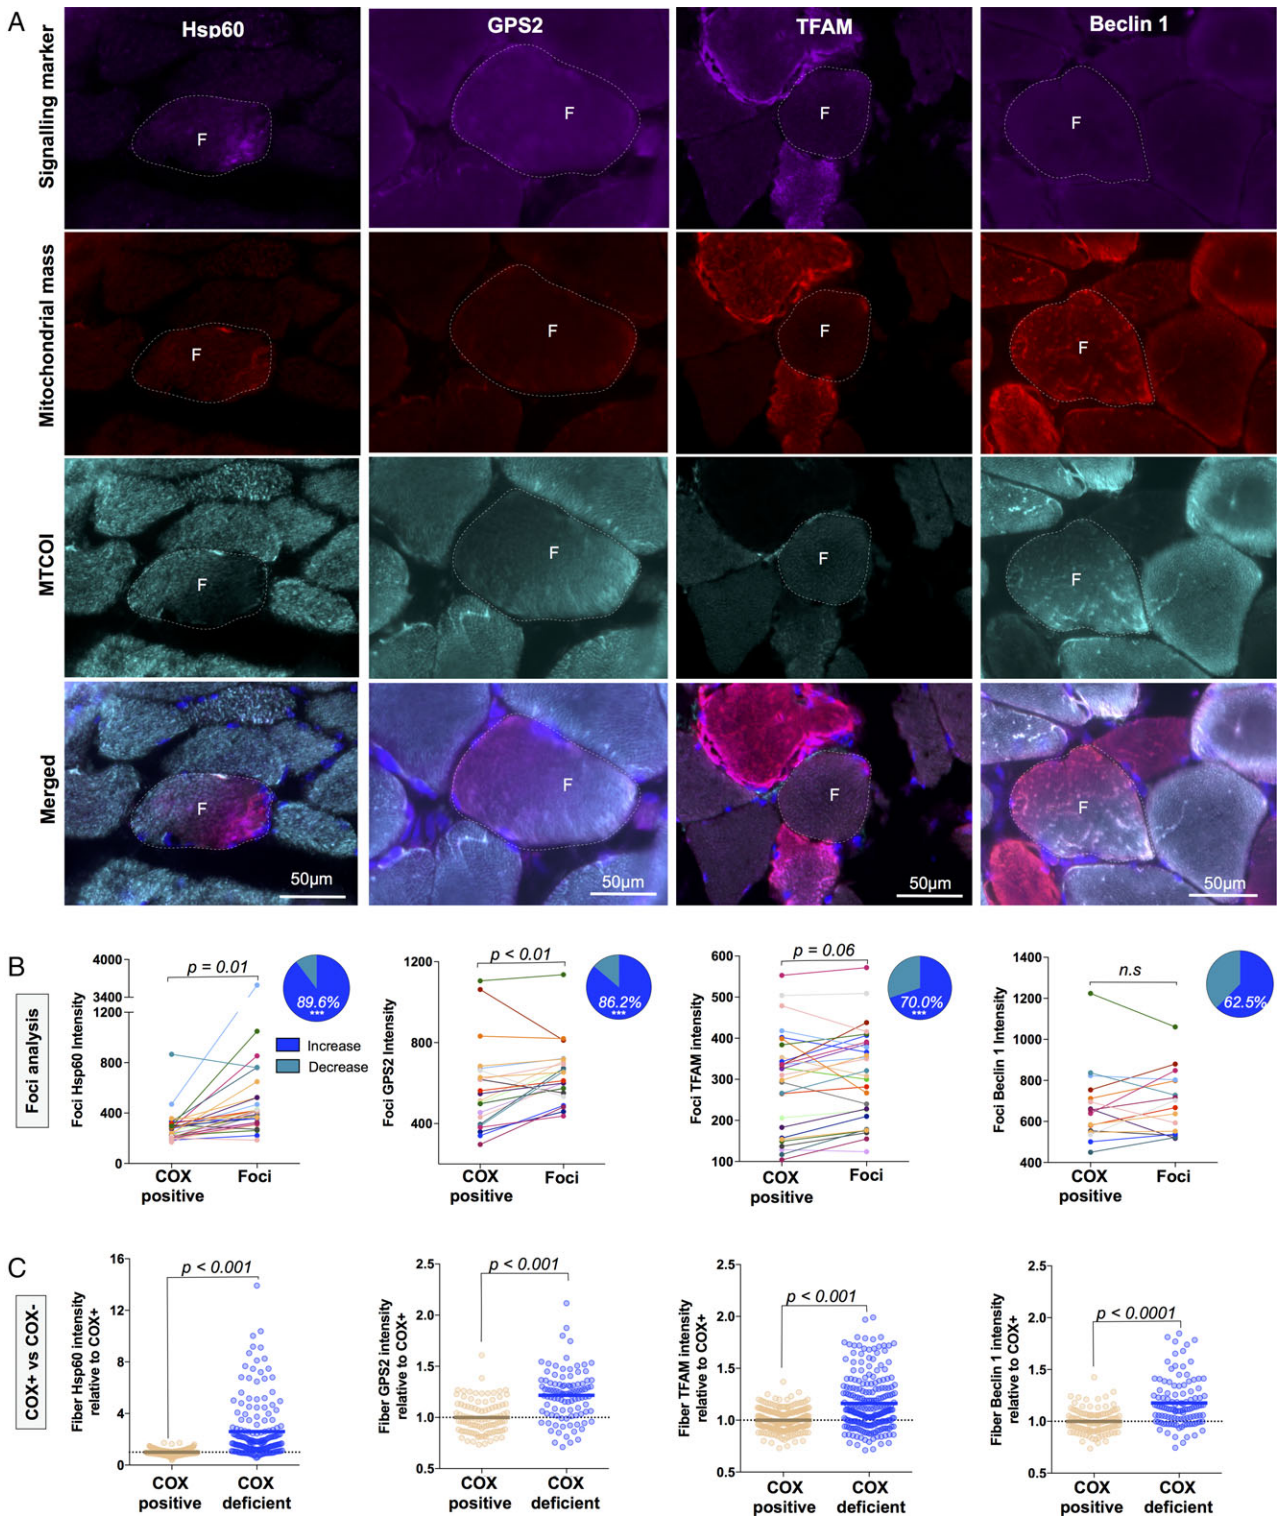 A
Hsp60
GPS2
TFAM
Beclin 1
Signalling marker
F
F
F
F
Mitochondrial mass
F
F
F
F
MTCOI
F
F
F
F
Merged
F
F
F
F
50µm
50µm
50µm
50µm
B
Foci analysis
Foci Hsp60 Intensity
4000
3400
1200
800
400
0
p = 0.01
89.6%
***
Increase
Decrease
COX
positive
Foci
Foci GPS2 Intensity
1200
800
400
p < 0.01
86.2%
***
COX
positive
Foci
Foci TFAM intensity
600
500
400
300
200
100
p = 0.06
70.0%
***
COX
positive
Foci
Foci Beclin 1 Intensity
1400
1200
1000
800
600
400
n.s
62.5%
COX
positive
Foci
C
COX+ vs COX-
Fiber Hsp60 intensity
relative to COX+
16
12
8
4
0
p < 0.001
COX
positive
COX
deficient
Fiber GPS2 intensity
relative to COX+
2.5
2.0
1.5
1.0
0.5
p < 0.001
COX
positive
COX
deficient
Fiber TFAM intensity
relative to COX+
2.5
2.0
1.5
1.0
0.5
p < 0.001
COX
positive
COX
deficient
Fiber Beclin 1 intensity
relative to COX+
2.5
2.0
1.5
1.0
0.5
p < 0.0001
COX
positive
COX
deficient